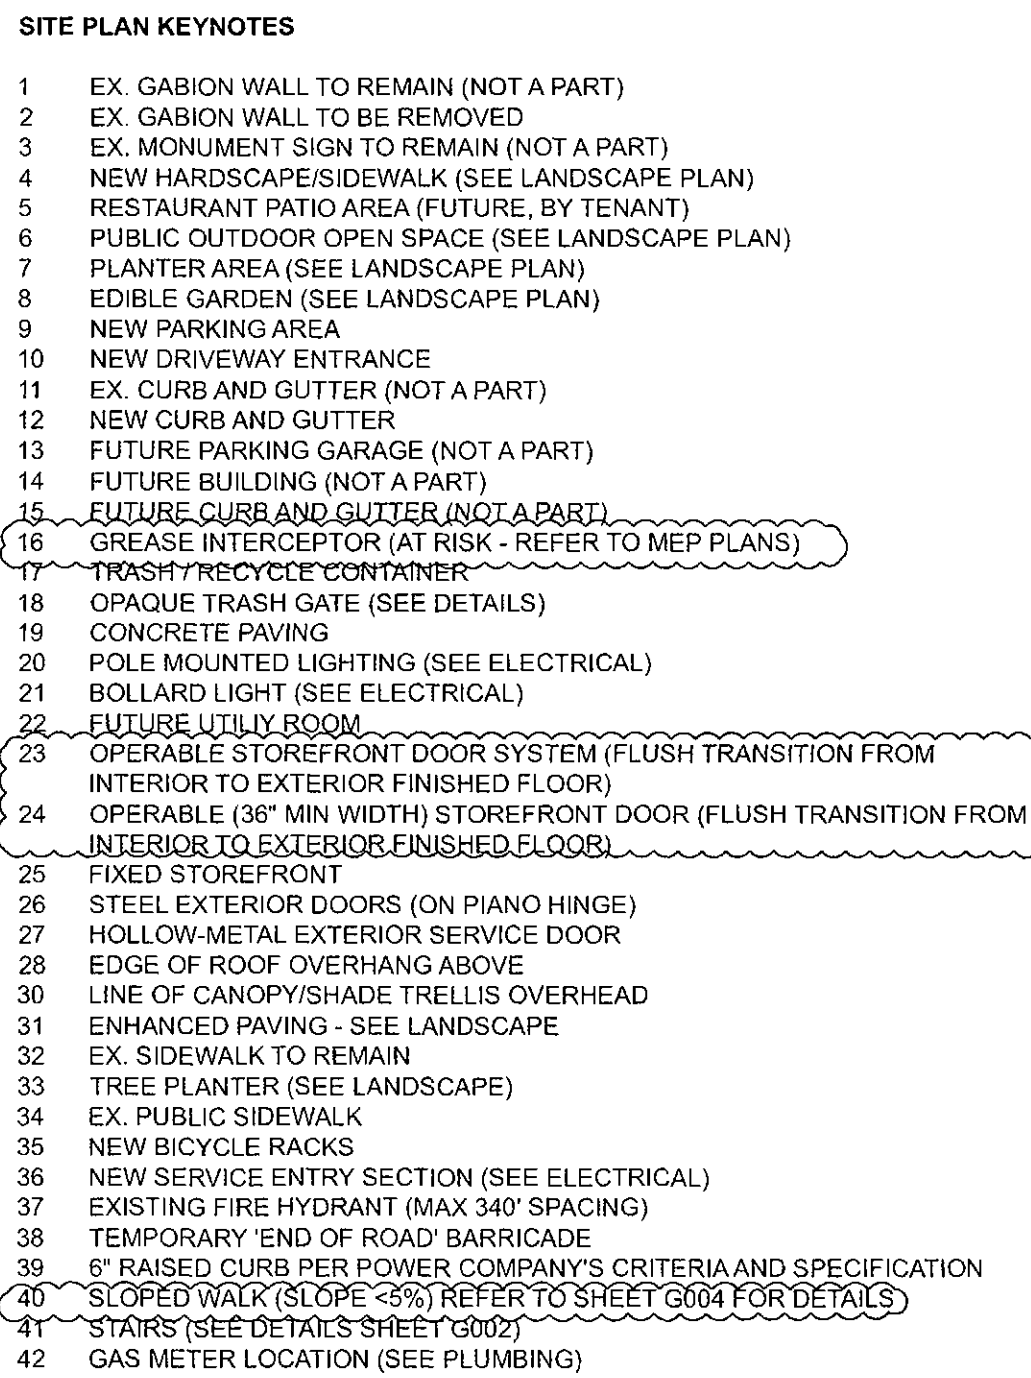 SITE PLAN KEYNOTES
1 EX. GABION WALL TO REMAIN (NOT A PART)
2 EX. GABION WALL TO BE REMOVED
3 EX. MONUMENT SIGN TO REMAIN (NOT A PART)
4 NEW HARDSCAPE/SIDEWALK (SEE LANDSCAPE PLAN)
5 RESTAURANT PATIO AREA (FUTURE, BY TENANT)
6 PUBLIC OUTDOOR OPEN SPACE (SEE LANDSCAPE PLAN)
7 PLANTER AREA (SEE LANDSCAPE PLAN)
8 EDIBLE GARDEN (SEE LANDSCAPE PLAN)
9 NEW PARKING AREA
10 NEW DRIVEWAY ENTRANCE
11 EX. CURB AND GUTTER (NOT A PART)
12 NEW CURB AND GUTTER
13 FUTURE PARKING GARAGE (NOT A PART)
14 FUTURE BUILDING (NOT A PART)
15 FUTURE CURB AND GUTTER (NOT A PART)
16 GREASE INTERCEPTOR (AT RISK - REFER TO MEP PLANS)
17 TRASH / RECYCLE CONTAINER
18 OPAQUE TRASH GATE (SEE DETAILS)
19 CONCRETE PAVING
20 POLE MOUNTED LIGHTING (SEE ELECTRICAL)
21 BOLLARD LIGHT (SEE ELECTRICAL)
22 FUTURE UTILIY ROOM
23 OPERABLE STOREFRONT DOOR SYSTEM (FLUSH TRANSITION FROM
INTERIOR TO EXTERIOR FINISHED FLOOR)
24 OPERABLE (36" MIN WIDTH) STOREFRONT DOOR (FLUSH TRANSITION FROM
INTERIOR TO EXTERIOR FINISHED FLOOR)
25 FIXED STOREFRONT
26 STEEL EXTERIOR DOORS (ON PIANO HINGE)
27 HOLLOW-METAL EXTERIOR SERVICE DOOR
28 EDGE OF ROOF OVERHANG ABOVE
30 LINE OF CANOPY/SHADE TRELLIS OVERHEAD
31 ENHANCED PAVING - SEE LANDSCAPE
32 EX. SIDEWALK TO REMAIN
33 TREE PLANTER (SEE LANDSCAPE)
34 EX. PUBLIC SIDEWALK
35 NEW BICYCLE RACKS
36 NEW SERVICE ENTRY SECTION (SEE ELECTRICAL)
37 EXISTING FIRE HYDRANT (MAX 340' SPACING)
38 TEMPORARY 'END OF ROAD' BARRICADE
39 6" RAISED CURB PER POWER COMPANY'S CRITERIA AND SPECIFICATION
40 SLOPED WALK (SLOPE <5%) REFER TO SHEET G004 FOR DETAILS
41 STAIRS (SEE DETAILS SHEET G002)
42 GAS METER LOCATION (SEE PLUMBING)